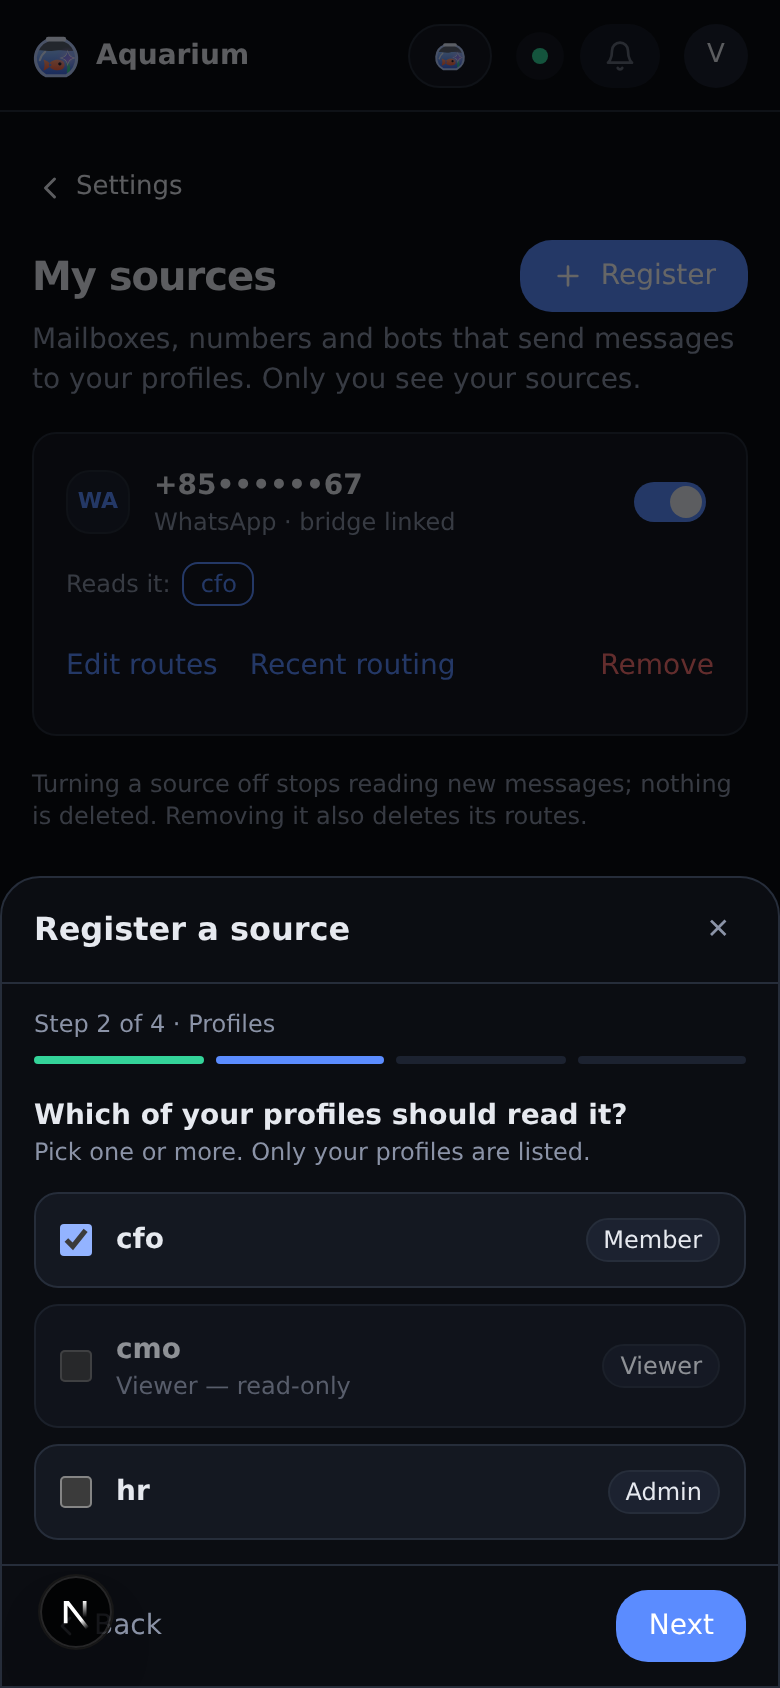 Aquarium
V
Settings
My sources
+ Register
Mailboxes, numbers and bots that send messages
to your profiles. Only you see your sources.
WA
+85••••••67
WhatsApp · bridge linked
Reads it: cfo
Edit routes Recent routing Remove
Turning a source off stops reading new messages; nothing
is deleted. Removing it also deletes its routes.
Register a source
×
Step 2 of 4 · Profiles
Which of your profiles should read it?
Pick one or more. Only your profiles are listed.
cfo Member
cmo
Viewer — read-only
Viewer
hr Admin
N
Back
Next